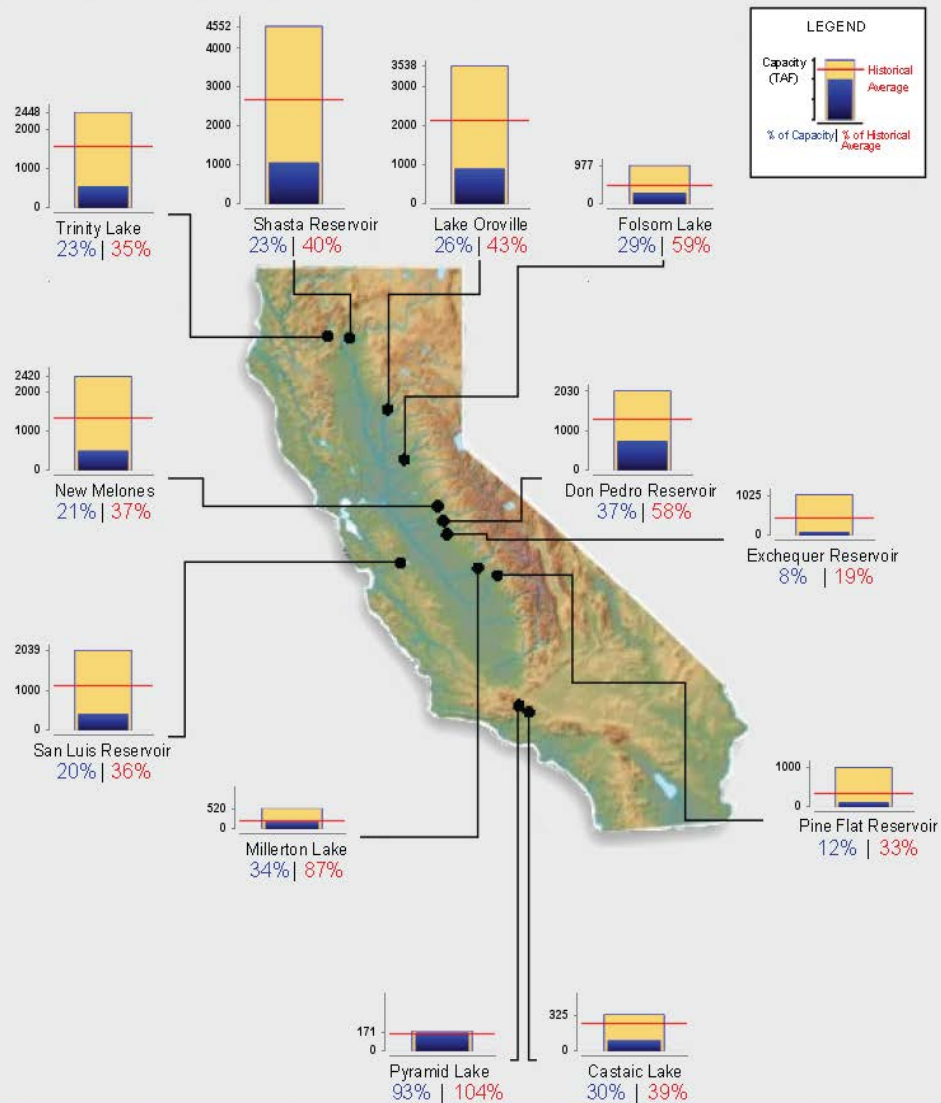 4552
4000
3000
2000
1000
0
Shasta Reservoir
23% | 40%
3538
3000
2000
1000
0
Lake Oroville
26% | 43%
LEGEND
Capacity
(TAF)
Historical
Average
% of Capacity| % of Historical
Average
2448
2000
1000
0
Trinity Lake
23% | 35%
977
0
Folsom Lake
29% | 59%
2420
2000
1000
0
New Melones
21% | 37%
2030
1000
0
Don Pedro Reservoir
37% | 58%
1025
0
Exchequer Reservoir
8% | 19%
2039
1000
0
San Luis Reservoir
20% | 36%
520
0
Millerton Lake
34% | 87%
1000
0
Pine Flat Reservoir
12% | 33%
171
0
Pyramid Lake
93% | 104%
325
0
Castaic Lake
30% | 39%